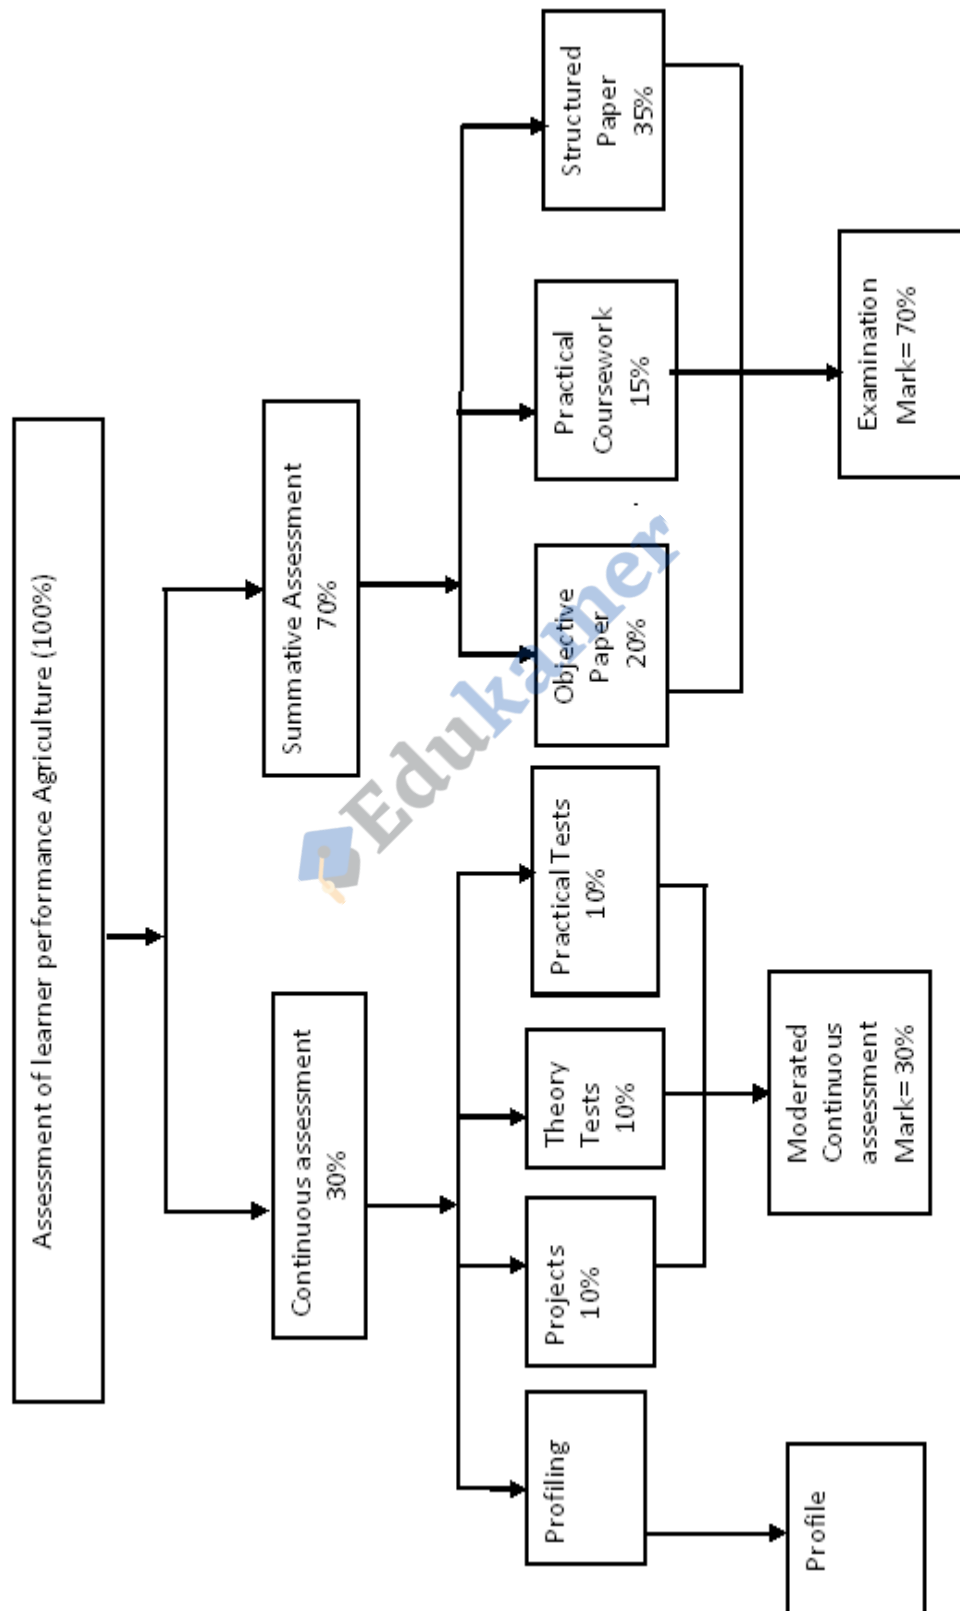 Assessment of learner performance Agriculture (100%)
Continuous assessment
30%
Summative Assessment
70%
Profiling
Projects
10%
Theory
Tests
10%
Practical Tests
10%
Objective
Paper
20%
Practical
Coursework
15%
Structured
Paper
35%
Profile
Moderated
Continuous
assessment
Mark= 30%
Examination
Mark= 70%
Edukamer